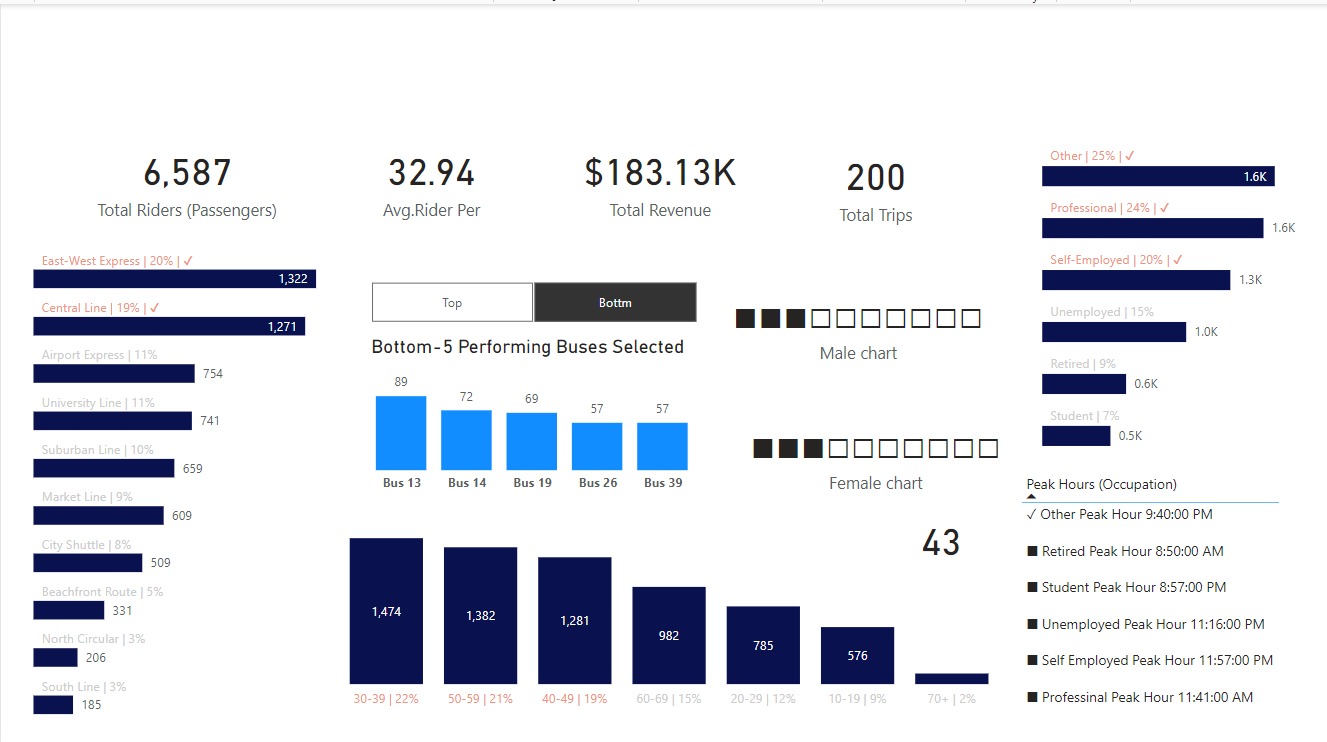 6,587
Total Riders (Passengers)
32.94
Avg.Rider Per
$183.13K
Total Revenue
200
Total Trips
East-West Express | 20% | ✓
1,322
Central Line | 19% | ✓
1,271
Airport Express | 11%
754
University Line | 11%
741
Suburban Line | 10%
659
Market Line | 9%
609
City Shuttle | 8%
509
Beachfront Route | 5%
331
North Circular | 3%
206
South Line | 3%
185
Top
Bottm
Bottom-5 Performing Buses Selected
89
72
69
57
57
Bus 13
Bus 14
Bus 19
Bus 26
Bus 39
Male chart
Female chart
43
1,474
1,382
1,281
982
785
576
30-39 | 22%
50-59 | 21%
40-49 | 19%
60-69 | 15%
20-29 | 12%
10-19 | 9%
70+ | 2%
Other | 25% | ✓
1.6K
Professional | 24% | ✓
1.6K
Self-Employed | 20% | ✓
1.3K
Unemployed | 15%
1.0K
Retired | 9%
0.6K
Student | 7%
0.5K
Peak Hours (Occupation)
✓ Other Peak Hour 9:40:00 PM
■ Retired Peak Hour 8:50:00 AM
■ Student Peak Hour 8:57:00 PM
■ Unemployed Peak Hour 11:16:00 PM
■ Self Employed Peak Hour 11:57:00 PM
■ Professinal Peak Hour 11:41:00 AM